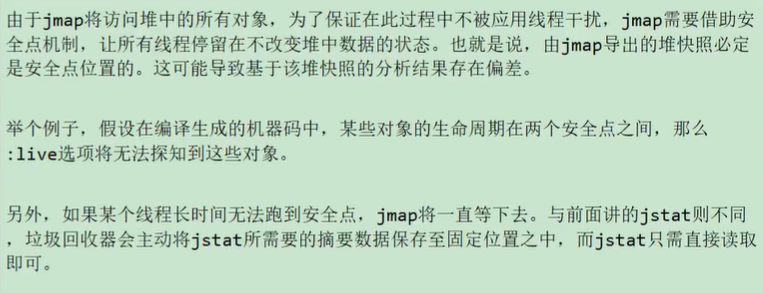 由于jmap将访问堆中的所有对象，为了保证在此过程中不被应用线程干扰，jmap需要借助安
全点机制，让所有线程停留在不改变堆中数据的状态。也就是说，由jmap导出的堆快照必定
是安全点位置的。这可能导致基于该堆快照的分析结果存在偏差。
举个例子，假设在编译生成的机器码中，某些对象的生命周期在两个安全点之间，那么
:live选项将无法探知到这些对象。
另外，如果某个线程长时间无法跑到安全点，jmap将一直等下去。与前面讲的jstat则不同
，垃圾回收器会主动将jstat所需要的摘要数据保存至固定位置之中，而jstat只需直接读取
即可。